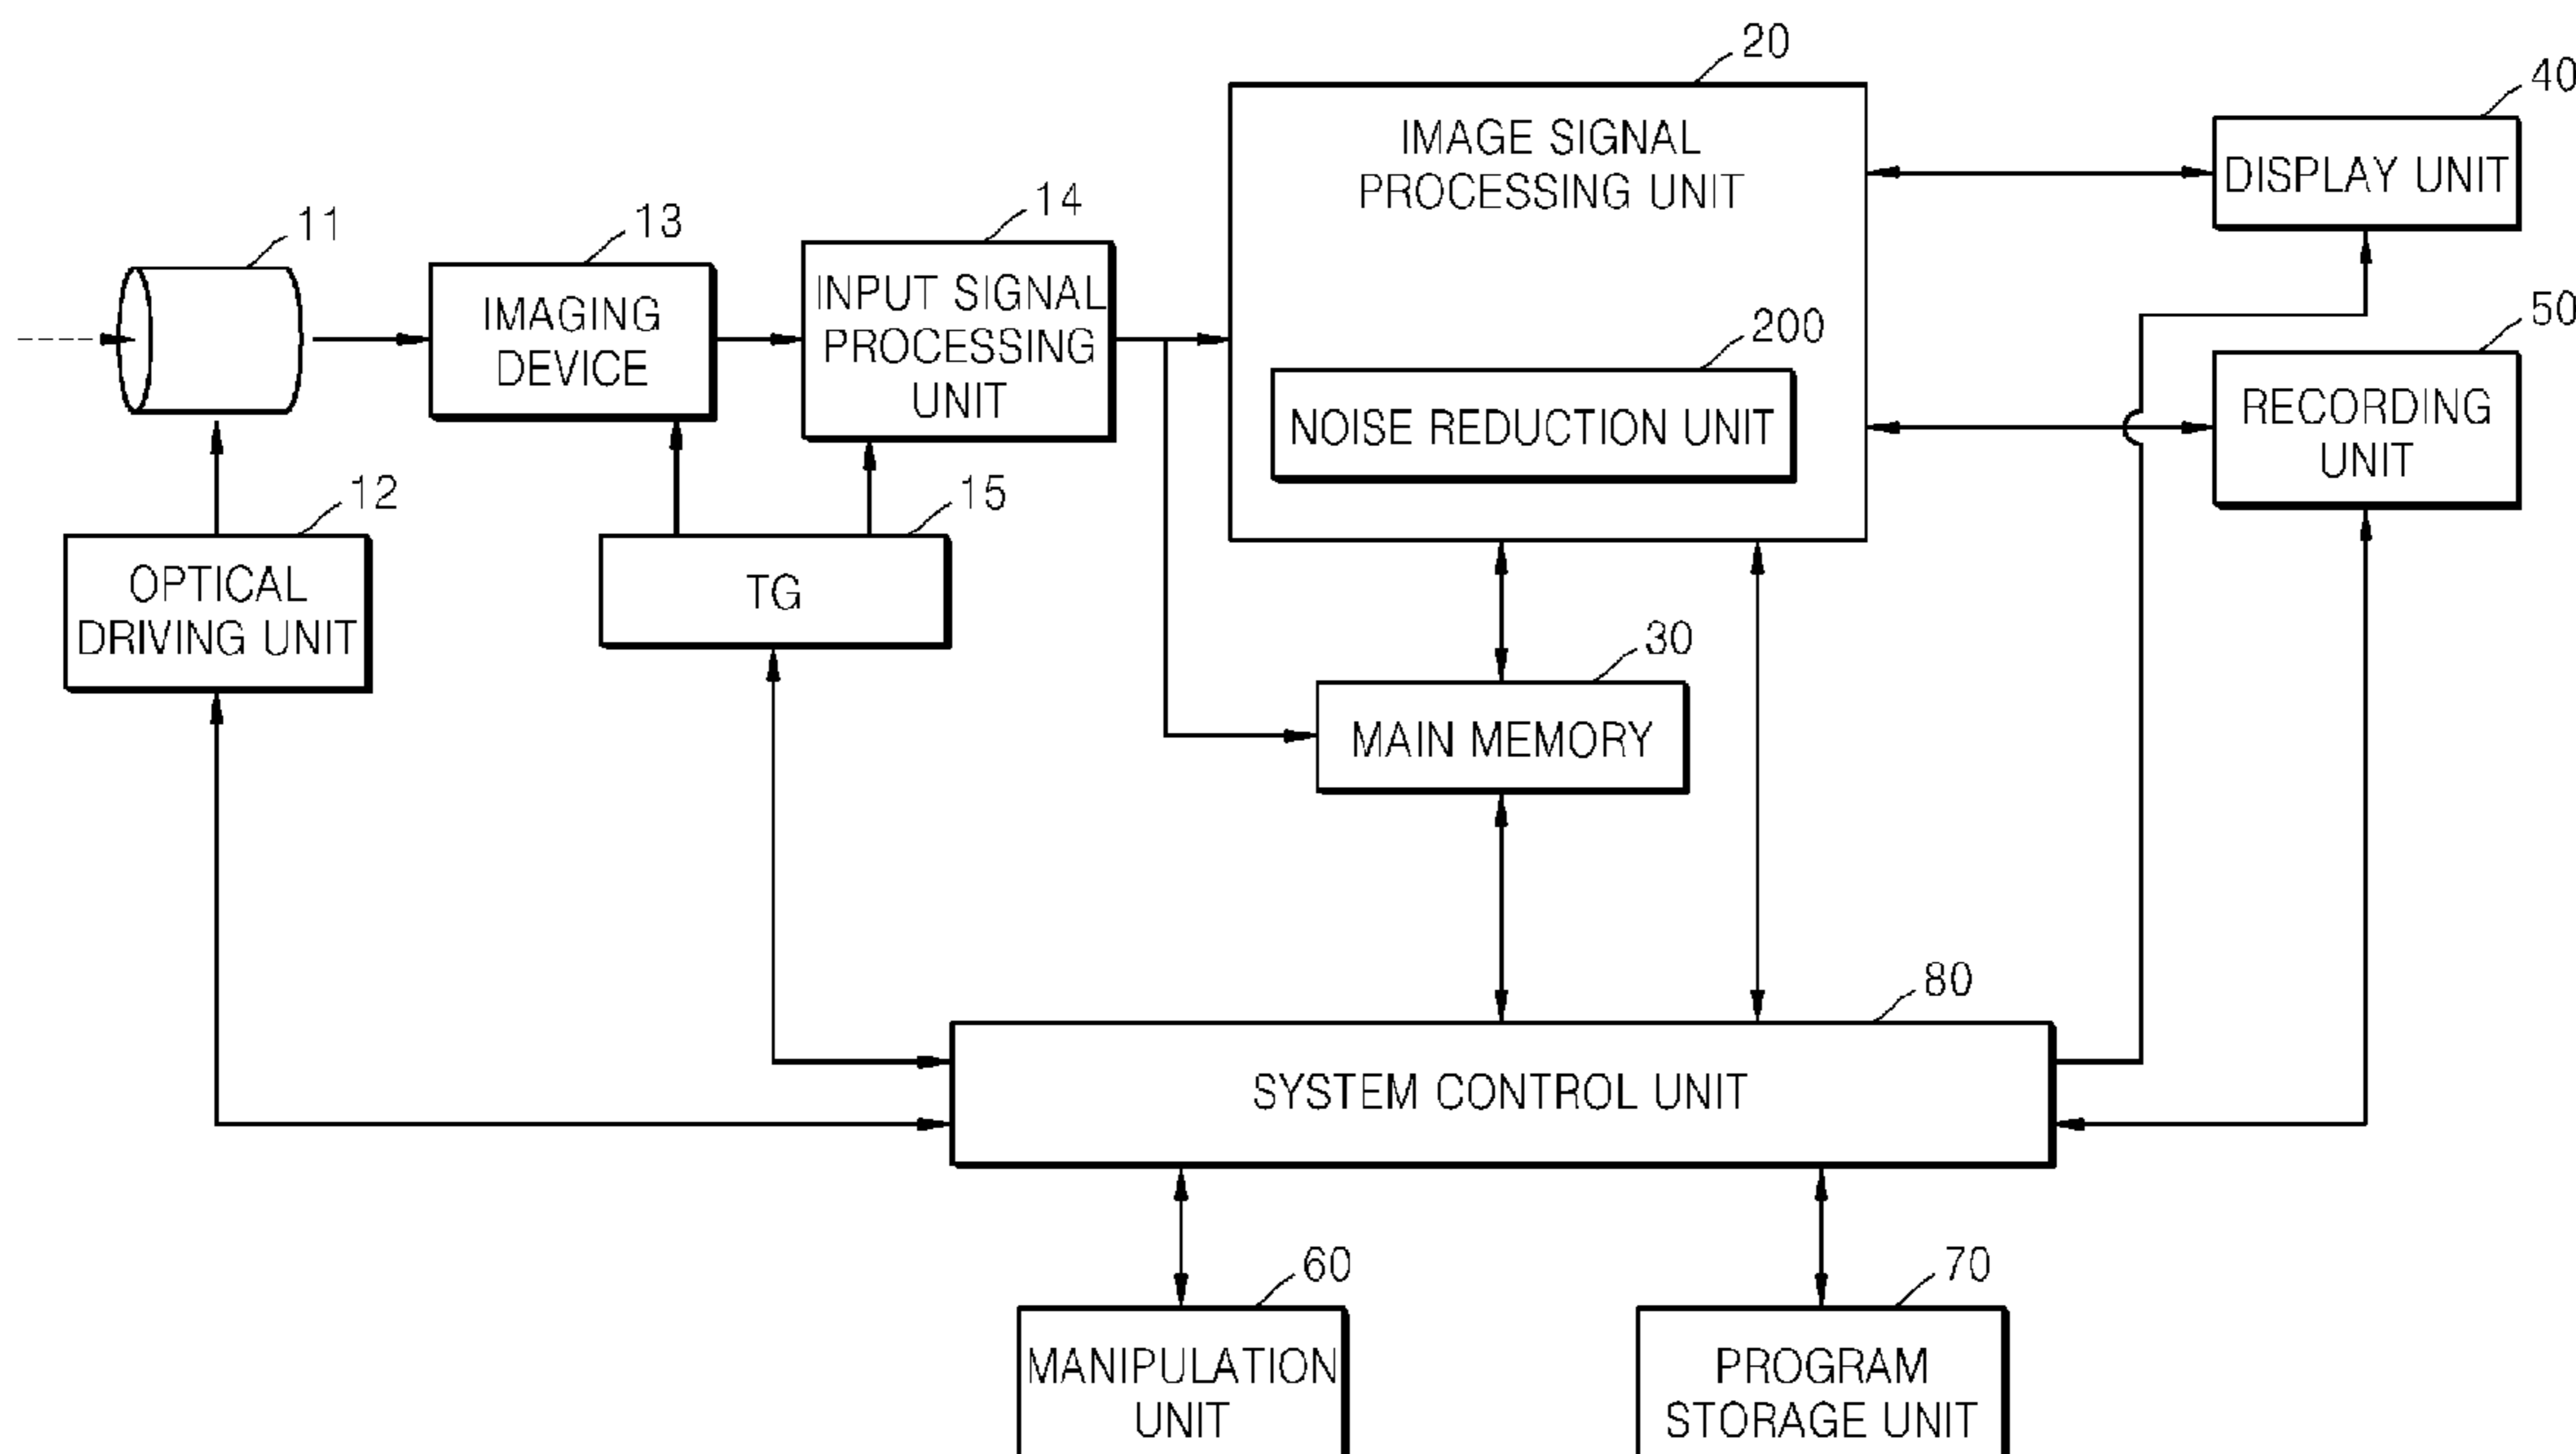 20
40
IMAGE SIGNAL
PROCESSING UNIT
DISPLAY UNIT
11
13
14
IMAGING
DEVICE
INPUT SIGNAL
PROCESSING
UNIT
200
NOISE REDUCTION UNIT
50
RECORDING
UNIT
12
OPTICAL
DRIVING UNIT
15
TG
30
MAIN MEMORY
80
SYSTEM CONTROL UNIT
60
MANIPULATION
UNIT
70
PROGRAM
STORAGE UNIT